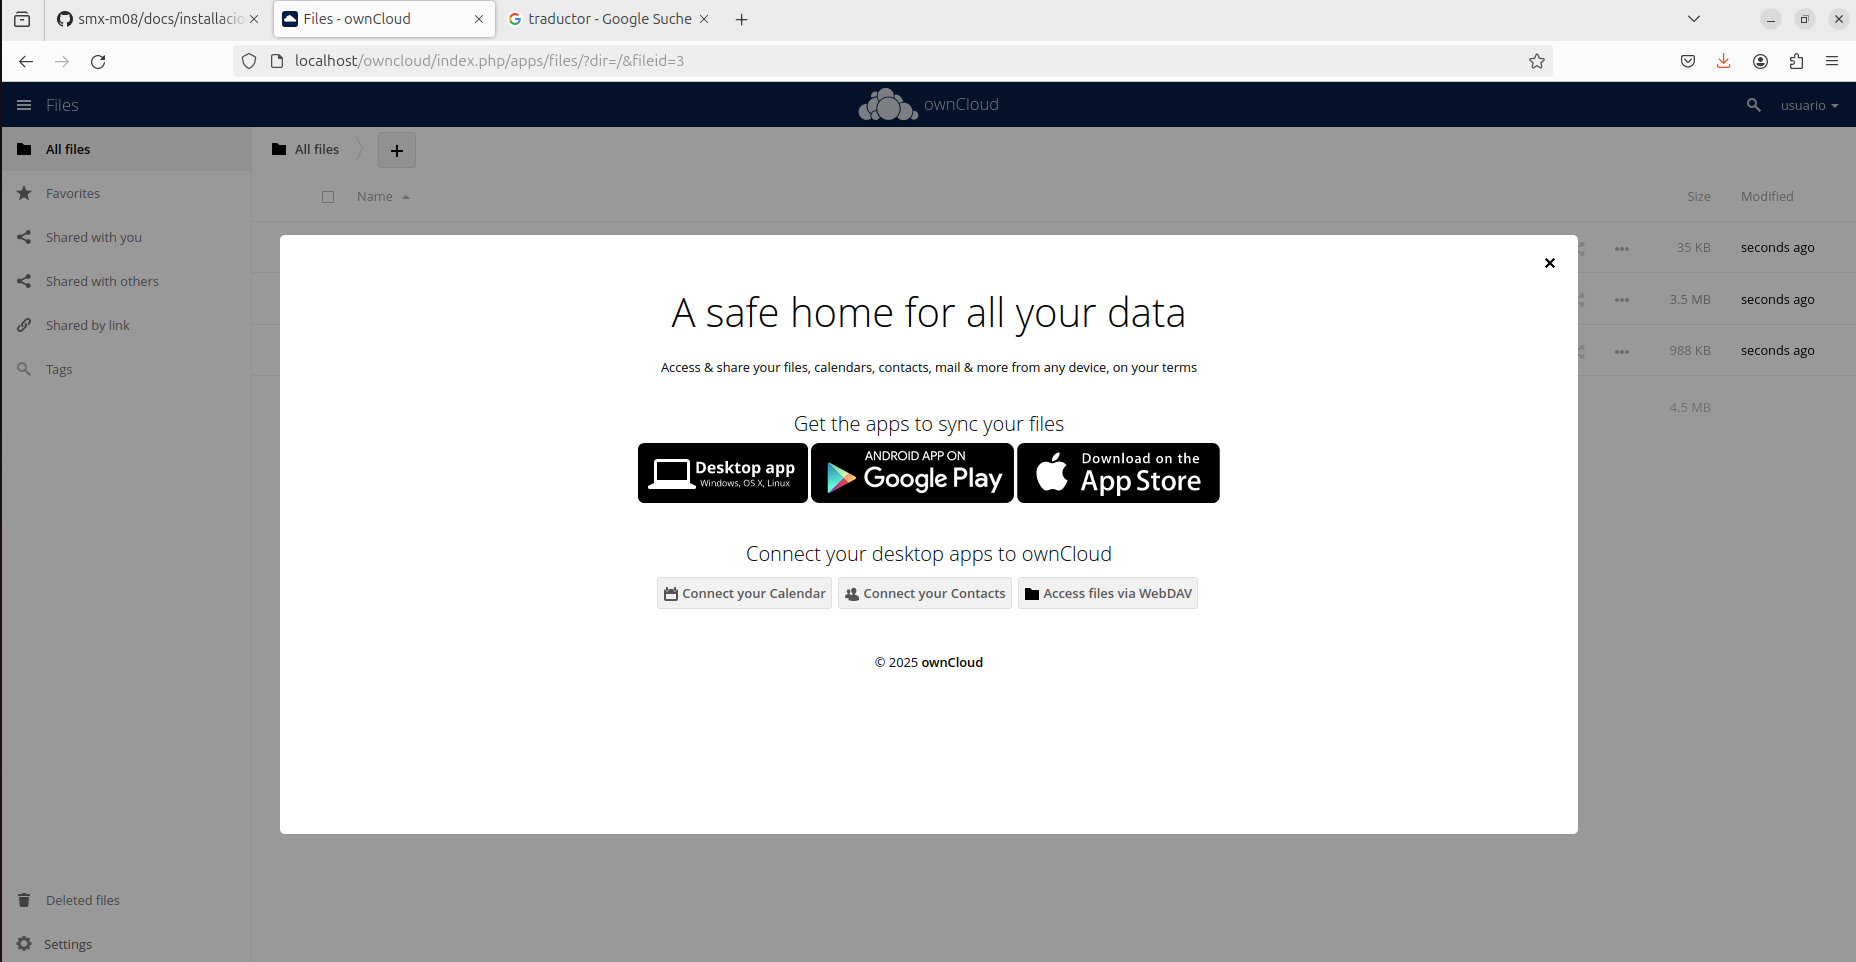 smx-m08/docs/installacio
Files - ownCloud
traductor - Google Suche
localhost/owncloud/index.php/apps/files/?dir=/&fileid=3
Files
ownCloud
usuario
All files
Favorites
Shared with you
Shared with others
Shared by link
Tags
Deleted files
Settings
All files
+
Name
Size
Modified
35 KB
seconds ago
3.5 MB
seconds ago
988 KB
seconds ago
4.5 MB
A safe home for all your data
Access & share your files, calendars, contacts, mail & more from any device, on your terms
Get the apps to sync your files
Desktop app
Windows, OS X, Linux
ANDROID APP ON
Google Play
Download on the
App Store
Connect your desktop apps to ownCloud
Connect your Calendar
Connect your Contacts
Access files via WebDAV
© 2025 ownCloud